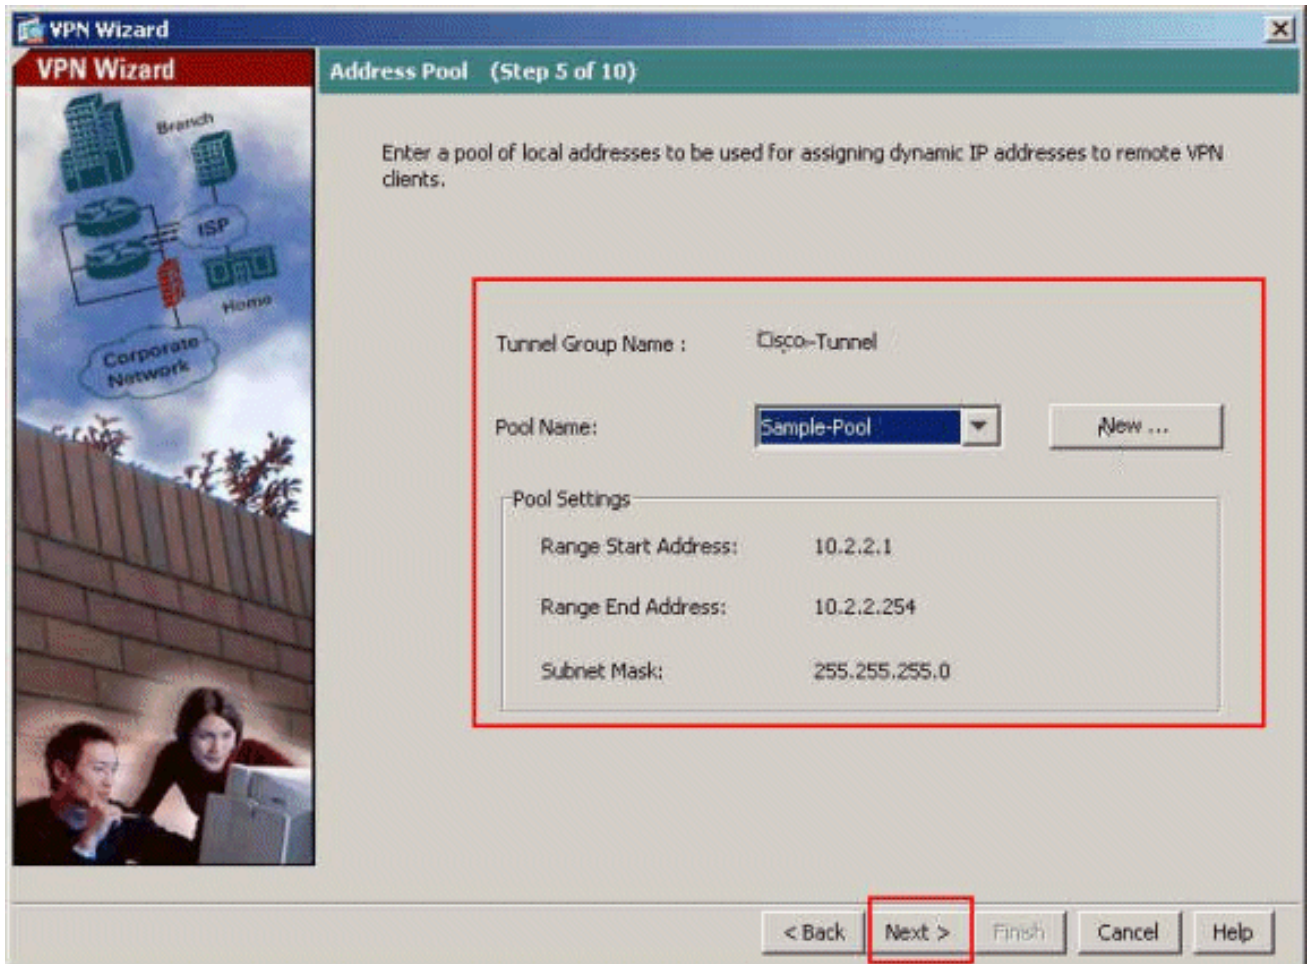 VPN Wizard
VPN Wizard
Address Pool (Step 5 of 10)
Branch
ISP
Home
Corporate
Network
Enter a pool of local addresses to be used for assigning dynamic IP addresses to remote VPN
clients.
Tunnel Group Name : Cisco-Tunnel
Pool Name: Sample-Pool New ...
Pool Settings
Range Start Address: 10.2.2.1
Range End Address: 10.2.2.254
Subnet Mask: 255.255.255.0
< Back Next > Finish Cancel Help